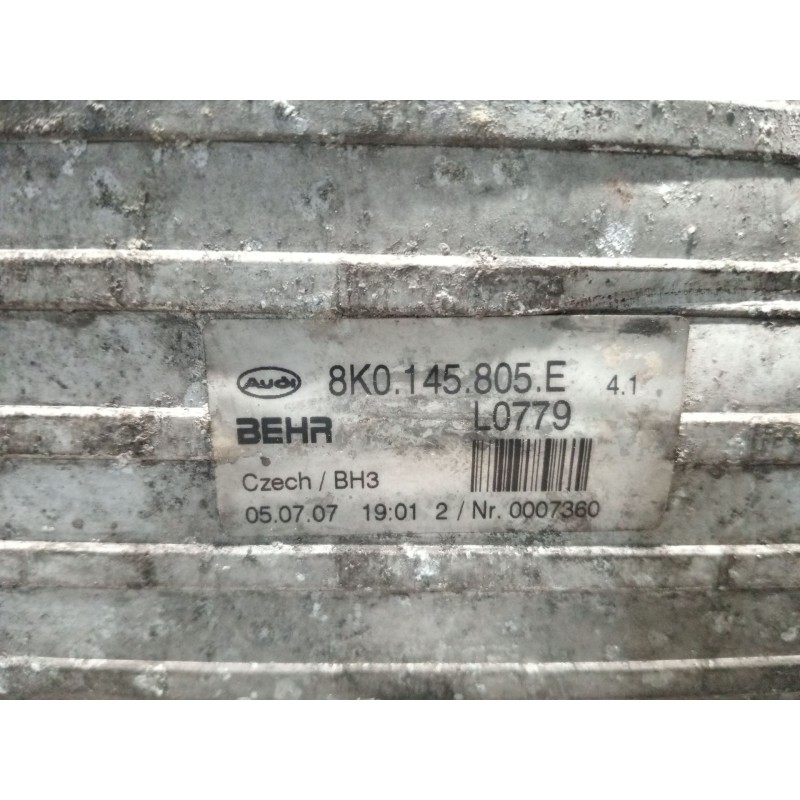 Audi 8K0.145.805.E 4.1
BEHR L0779
Czech / BH3
05.07.07 19:01 2 / Nr. 0007360